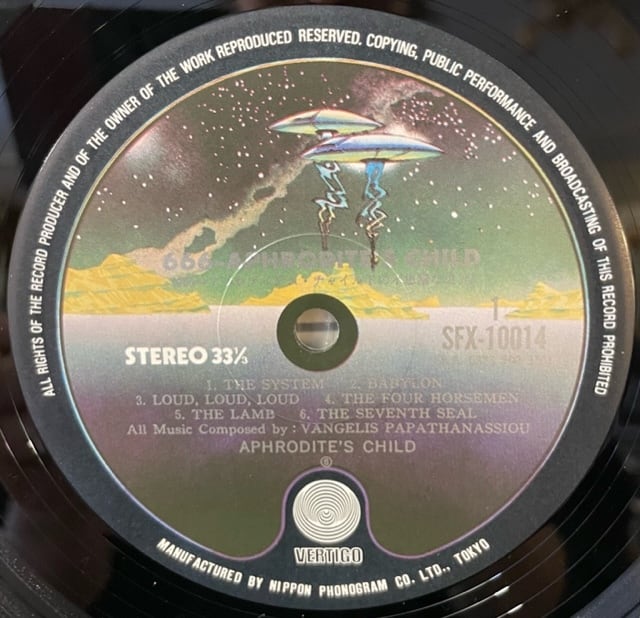 ALL RIGHTS OF THE RECORD PRODUCER AND OF THE OWNER OF THE WORK REPRODUCED RESERVED. COPYING, PUBLIC PERFORMANCE AND BROADCASTING OF THIS RECORD PROHIBITED
666-APHRODITE'S CHILD
1
SFX-10014
STEREO 33⅓
1. THE SYSTEM 2. BABYLON
3. LOUD, LOUD, LOUD 4. THE FOUR HORSEMEN
5. THE LAMB 6. THE SEVENTH SEAL
All Music Composed by : VANGELIS PAPATHANASSIOU
APHRODITE'S CHILD
VERTIGO
MANUFACTURED BY NIPPON PHONOGRAM CO. LTD., TOKYO